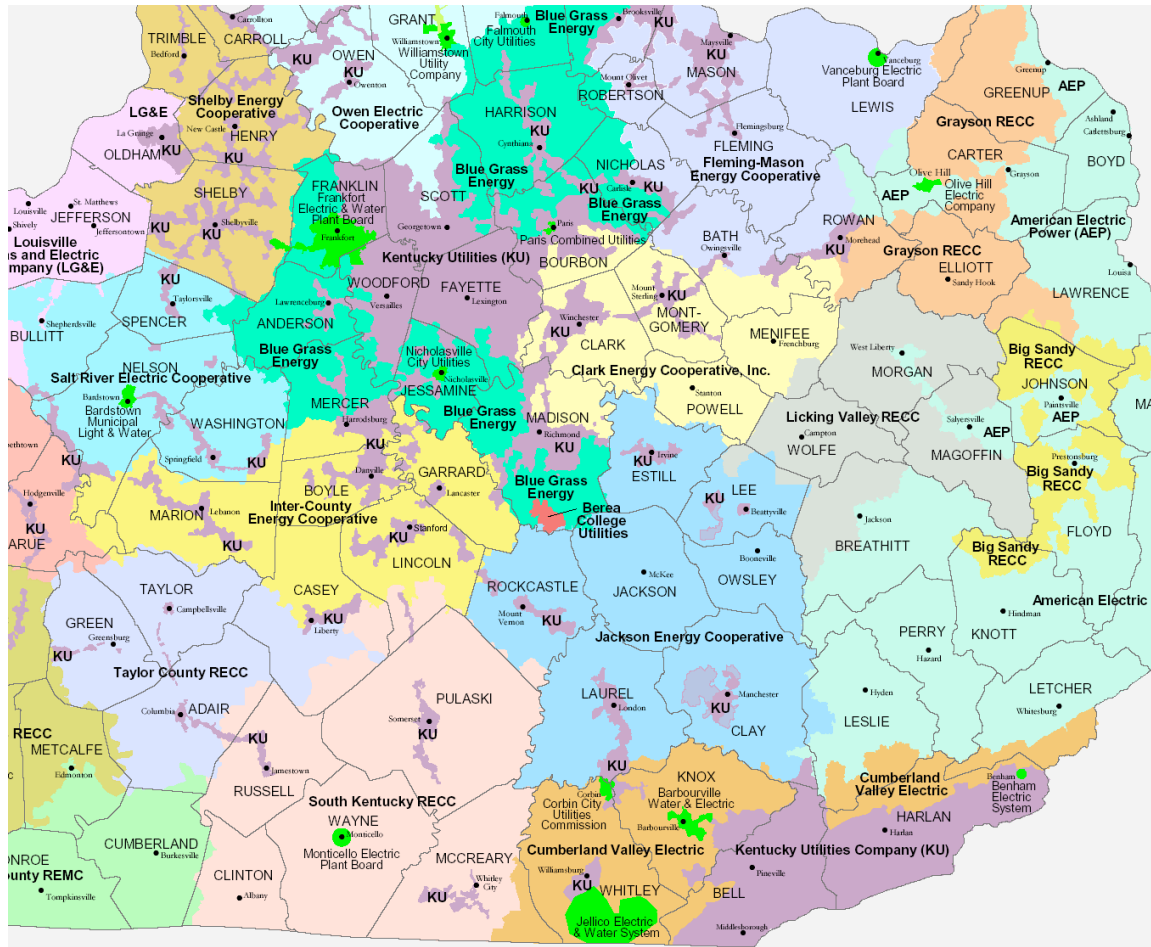 GRANT
Falmouth
Falmouth
City Utilities
Blue Grass
Energy
Brooksville
KU
Carrollton
TRIMBLE
Bedford
CARROLL
KU
OWEN
KU
Owenton
Williamstown
Williamstown
Utility
Company
Maysville
KU
MASON
Vanceburg
Vanceburg Electric
Plant Board
LEWIS
Greenup
AEP
GREENUP
Shelby Energy
Cooperative
LG&E
Owen Electric
Cooperative
HARRISON
KU
Cynthiana
Mount Olivet
ROBERTSON
Ashland
Catlettsburg
New Castle
HENRY
La Grange
KU
OLDHAM
KU
Flemingsburg
FLEMING
Fleming-Mason
Energy Cooperative
Grayson RECC
CARTER
Grayson
BOYD
SHELBY
FRANKLIN
Frankfort
Electric & Water
Plant Board
Frankfort
SCOTT
Blue Grass
Energy
NICHOLAS
KU
Carlisle
KU
Blue Grass
Energy
AEP
Olive Hill
Olive Hill
Electric
Company
St. Matthews
Louisville
JEFFERSON
Shively
Jeffersontown
KU
Shelbyville
Georgetown
Paris
Paris Combined Utilities
BOURBON
ROWAN
KU
Morehead
American Electric
Power (AEP)
Louisville
ns and Electric
mpany (LG&E)
Kentucky Utilities (KU)
BATH
Owingsville
Grayson RECC
ELLIOTT
Sandy Hook
Louisa
KU
Taylorsville
SPENCER
WOODFORD
Versailles
FAYETTE
Lexington
Mount
Sterling
KU
MONT-
GOMERY
LAWRENCE
Shepherdsville
BULLITT
Lawrenceburg
ANDERSON
Winchester
KU
CLARK
MENIFEE
Frenchburg
Blue Grass
Energy
Nicholasville
City Utilities
Nicholasville
JESSAMINE
West Liberty
MORGAN
Big Sandy
RECC
JOHNSON
Paintsville
AEP
NELSON
Salt River Electric Cooperative
Bardstown
Bardstown
Municipal
Light & Water
WASHINGTON
Clark Energy Cooperative, Inc.
Stanton
POWELL
MA
MERCER
Harrodsburg
KU
Blue Grass
Energy
MADISON
Richmond
KU
Licking Valley RECC
Campton
WOLFE
Salyersville
AEP
MAGOFFIN
bethtown
KU
Springfield
KU
Danville
BOYLE
GARRARD
Lancaster
KU
Irvine
ESTILL
Prestonsburg
Big Sandy
RECC
Hodgenville
KU
ARUE
MARION
Lebanon
KU
Inter-County
Energy Cooperative
Stanford
KU
LINCOLN
Blue Grass
Energy
Berea
College
Utilities
KU
LEE
Beattyville
Jackson
BREATHITT
FLOYD
Big Sandy
RECC
Booneville
OWSLEY
McKee
JACKSON
TAYLOR
Campbellsville
CASEY
KU
Liberty
ROCKCASTLE
Mount
Vernon
KU
Hindman
KNOTT
American Electric
GREEN
Greensburg
KU
Taylor County RECC
Jackson Energy Cooperative
PERRY
Hazard
PULASKI
Somerset
KU
LAUREL
London
Manchester
KU
CLAY
Hyden
LESLIE
LETCHER
Whitesburg
Columbia
ADAIR
KU
Jamestown
RUSSELL
RECC
METCALFE
Edmonton
KU
KNOX
Barbourville
Water & Electric
Barbourville
Cumberland
Valley Electric
Benham
Benham
Electric
System
South Kentucky RECC
WAYNE
Monticello
Monticello Electric
Plant Board
Corbin
Corbin City
Utilities
Commission
HARLAN
Harlan
CUMBERLAND
Burkesville
ONROE
ounty REMC
Tompkinsville
CLINTON
Albany
MCCREARY
Whitley
City
KU
Cumberland Valley Electric
Williamsburg
KU
WHITLEY
Jellico Electric
& Water System
Kentucky Utilities Company (KU)
Pineville
BELL
Middlesborough